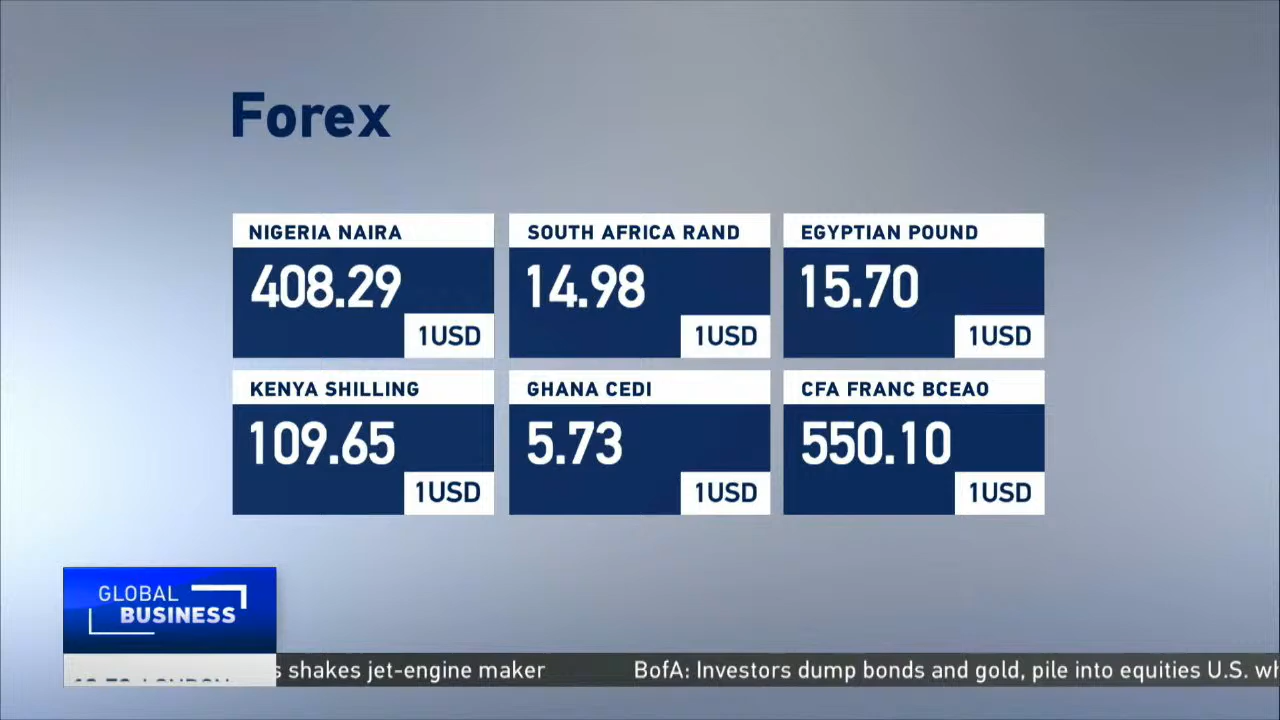 Forex
NIGERIA NAIRA
408.29
1USD
SOUTH AFRICA RAND
14.98
1USD
EGYPTIAN POUND
15.70
1USD
KENYA SHILLING
109.65
1USD
GHANA CEDI
5.73
1USD
CFA FRANC BCEAO
550.10
1USD
GLOBAL
BUSINESS
shakes jet-engine maker
BofA: Investors dump bonds and gold, pile into equities U.S.